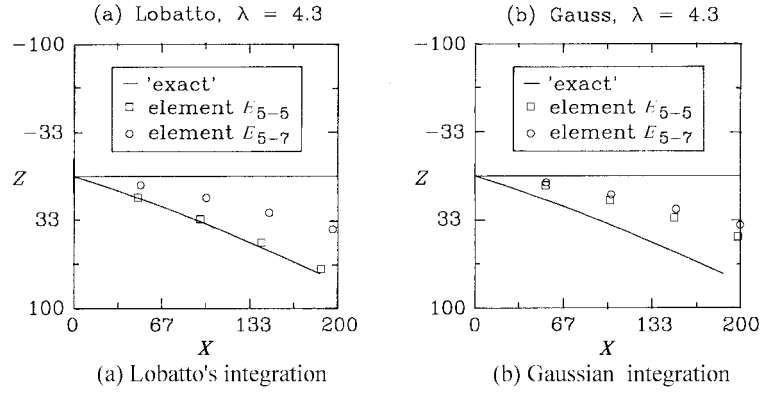 (a) Lobatto, λ = 4.3
-100
-33
Z
33
100
0
67
133
200
X
— 'exact'
□ element E5-5
○ element E5-7
(a) Lobatto's integration
(b) Gauss, λ = 4.3
-100
-33
Z
33
100
0
67
133
200
X
— 'exact'
□ element E5-5
○ element E5-7
(b) Gaussian integration